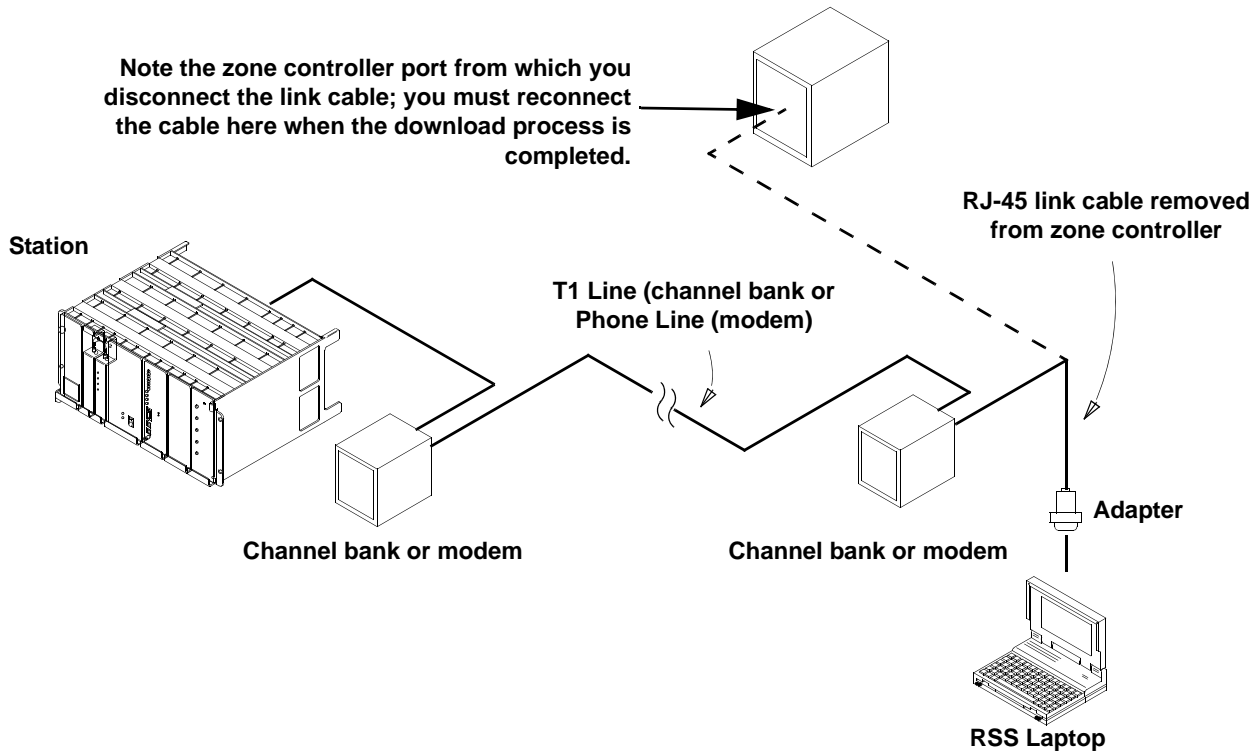 Note the zone controller port from which you
disconnect the link cable; you must reconnect
the cable here when the download process is
completed.
RJ-45 link cable removed
from zone controller
Station
T1 Line (channel bank or
Phone Line (modem)
Adapter
Channel bank or modem
Channel bank or modem
RSS Laptop